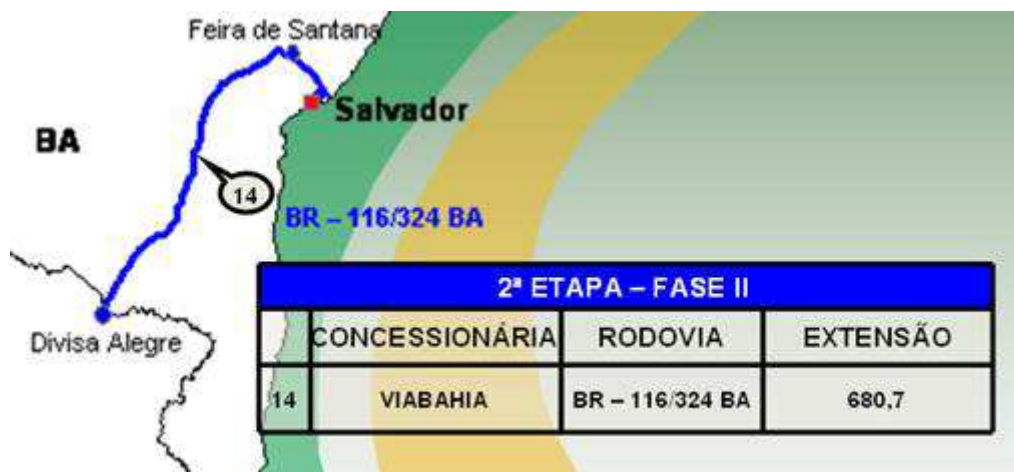 Feira de Santana
Salvador
BA
14
BR – 116/324 BA
Divisa Alegre
2ª ETAPA – FASE II
CONCESSIONÁRIA RODOVIA EXTENSÃO
14 VIABAHIA BR – 116/324 BA 680,7